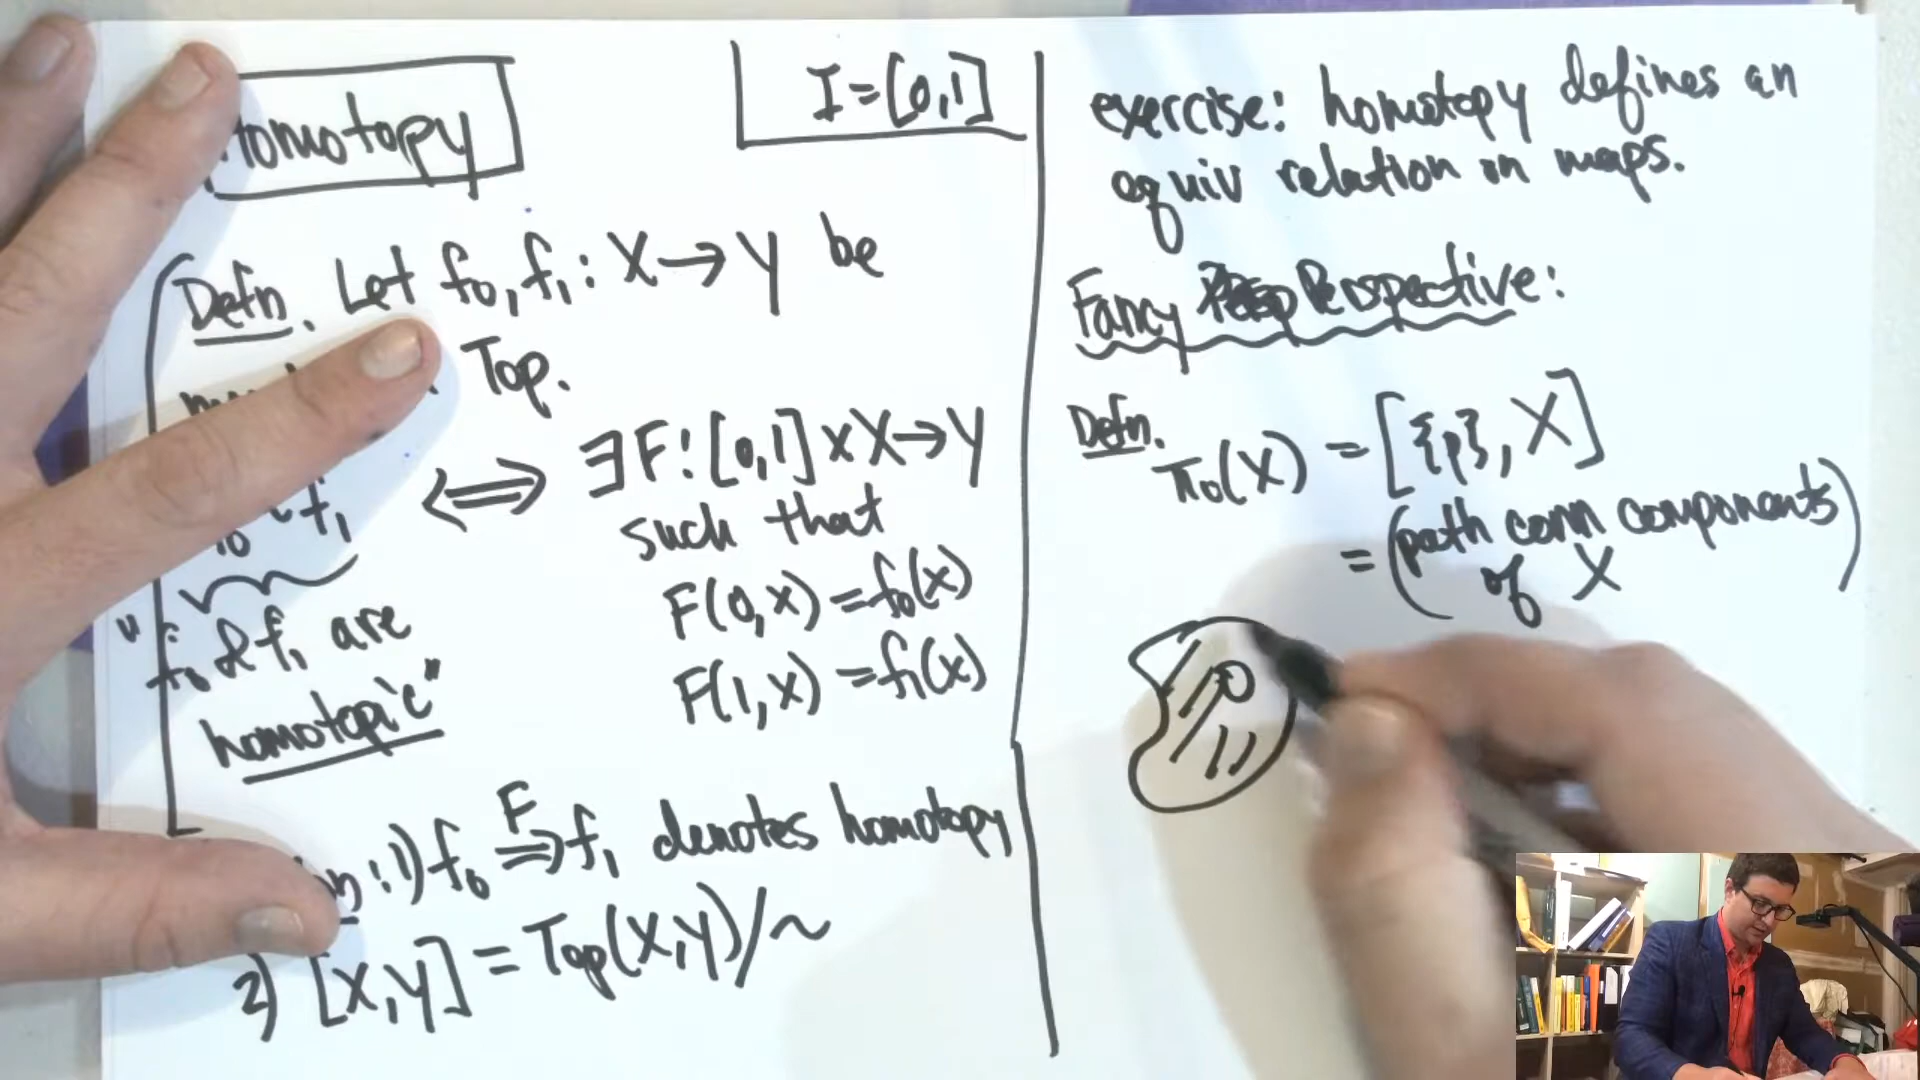 Homotopy
I=[0,1]
Defn. Let f₀, f₁ : X → Y be
Top.
f₁ ⟺ ∃F: [0,1] x X → Y
such that
F(0,x) = f₀(x)
F(1,x) = f₁(x)
"f₀ & f₁ are
homotopic"
:1) f₀ ⇒ f₁ denotes homotopy
F
2) [X,Y] = Top(X,Y)/~
exercise: homotopy defines an
equiv relation on maps.
Fancy Perspective:
Defn.
π₀(X) = [{p}, X]
= (path conn components
of X)